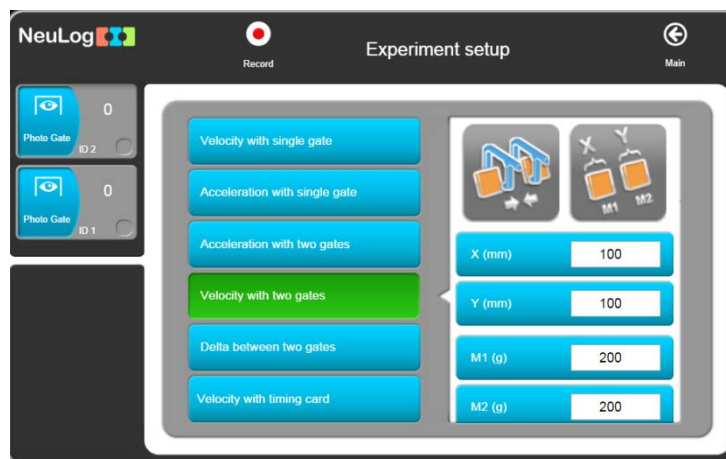 NeuLog
Record
Experiment setup
Main
0
Photo Gate
ID 2
0
Photo Gate
ID 1
Velocity with single gate
Acceleration with single gate
Acceleration with two gates
Velocity with two gates
Delta between two gates
Velocity with timing card
X
Y
M1
M2
X (mm)
100
Y (mm)
100
M1 (g)
200
M2 (g)
200